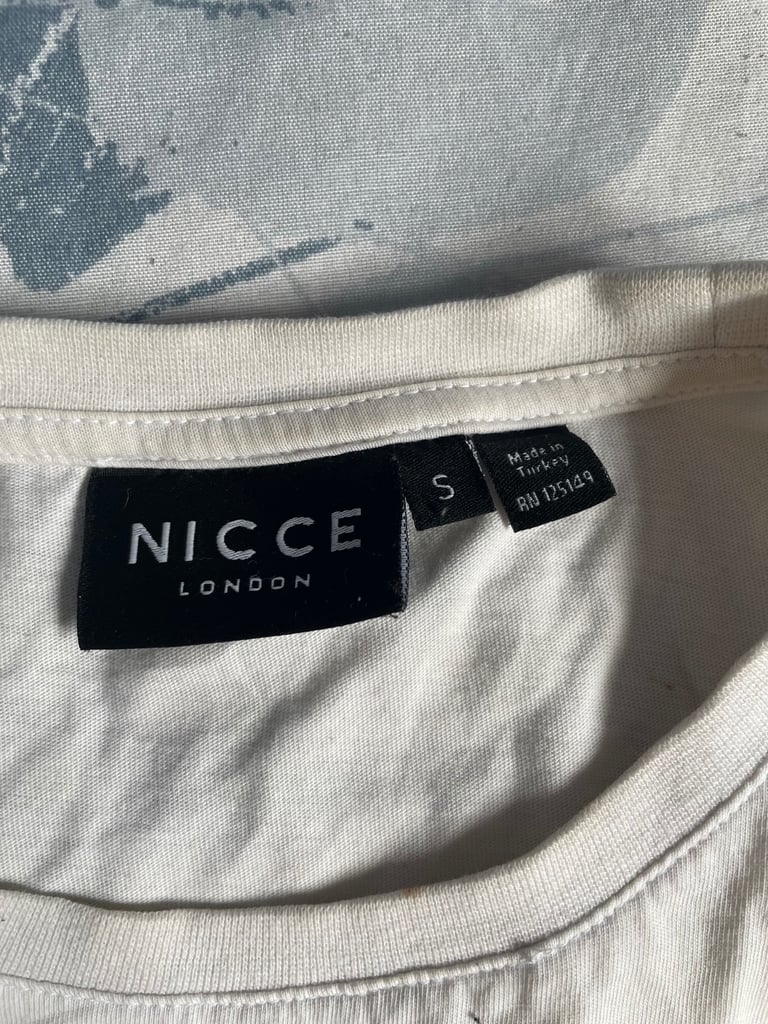 NICCE
LONDON
S
Made in
Turkey
RN 125149